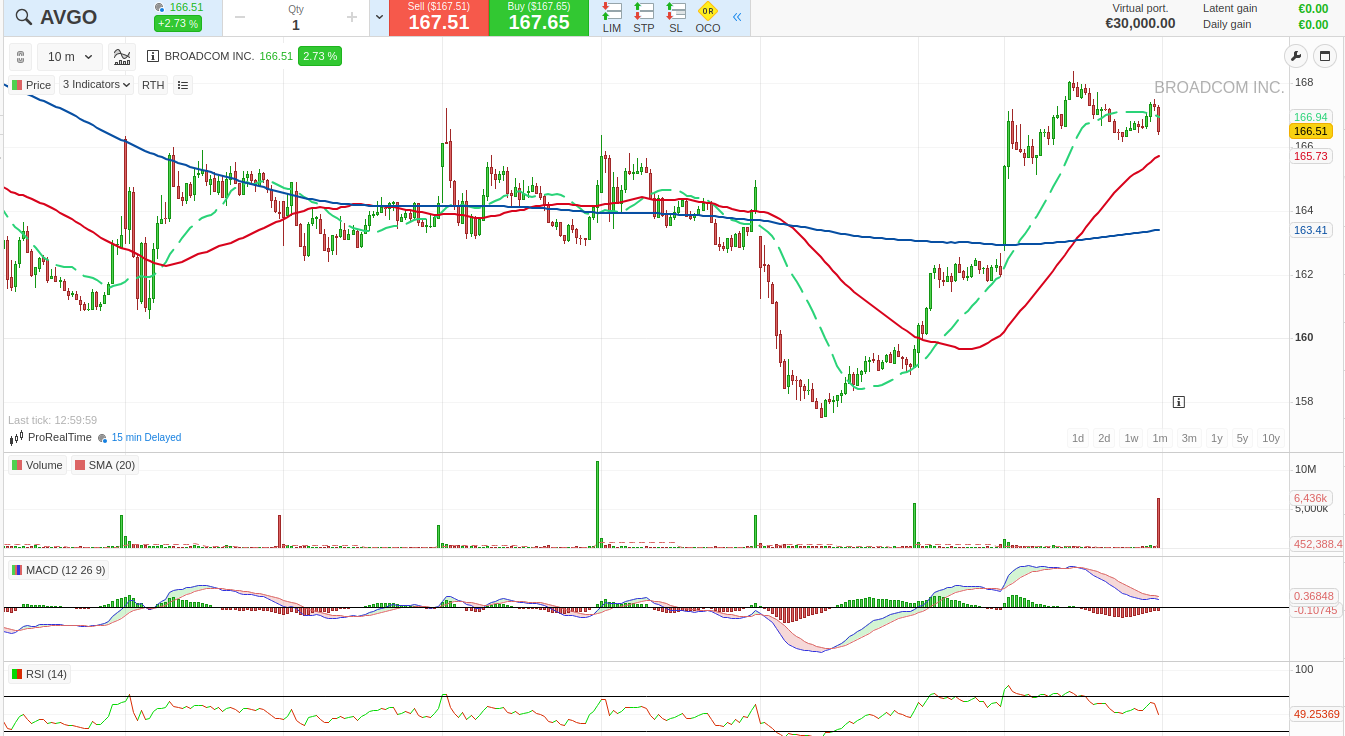 AVGO
166.51
+2.73 %
Qty
1
Sell ($167.51)
167.51
Buy ($167.65)
167.65
LIM
STP
SL
OR
OCO
Virtual port.
€30,000.00
Latent gain
€0.00
Daily gain
€0.00
10 m
BROADCOM INC.
166.51
2.73 %
Price
3 Indicators
RTH
BROADCOM INC.
168
166.94
166.51
166
165.73
164
163.41
162
160
158
Last tick: 12:59:59
ProRealTime
15 min Delayed
1d
2d
1w
1m
3m
1y
5y
10y
Volume
SMA (20)
10M
6,436k
5,000k
452,388.4
MACD (12 26 9)
0.36848
-0.10745
RSI (14)
100
49.25369